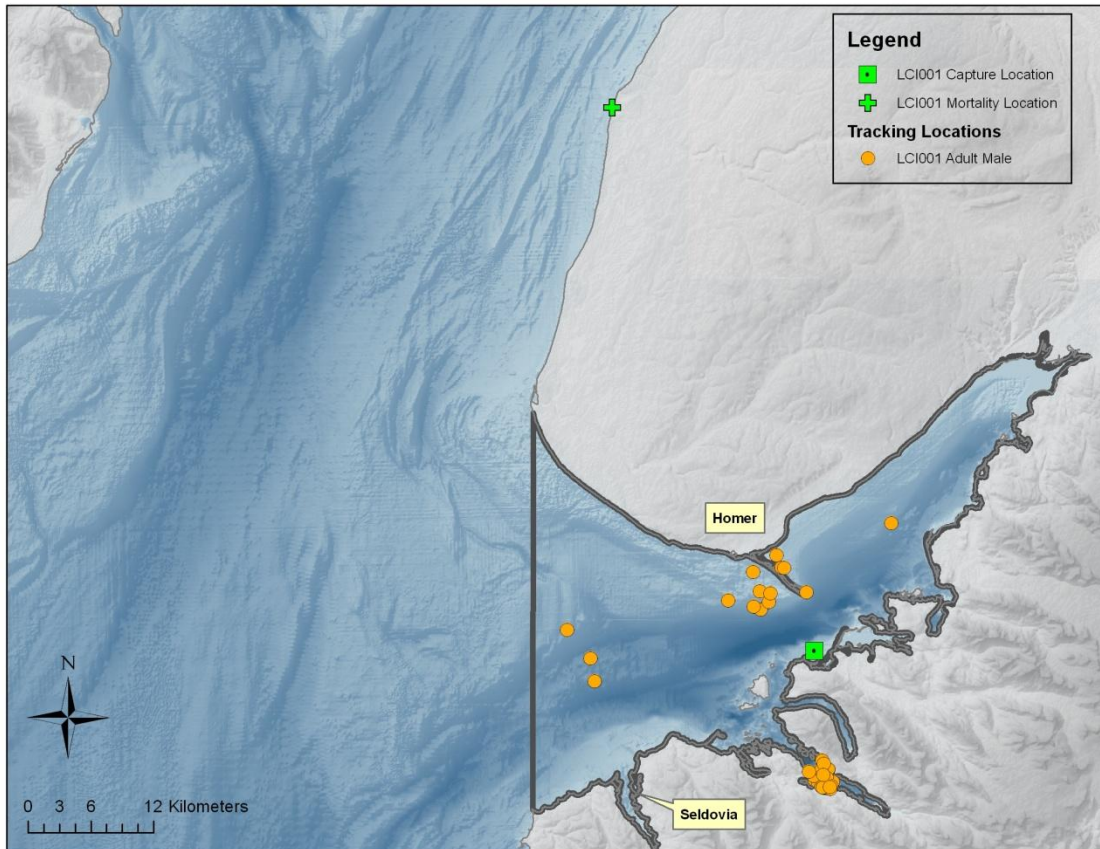 Legend
LCI001 Capture Location
LCI001 Mortality Location
Tracking Locations
LCI001 Adult Male
Homer
N
0 3 6 12 Kilometers
Seldovia